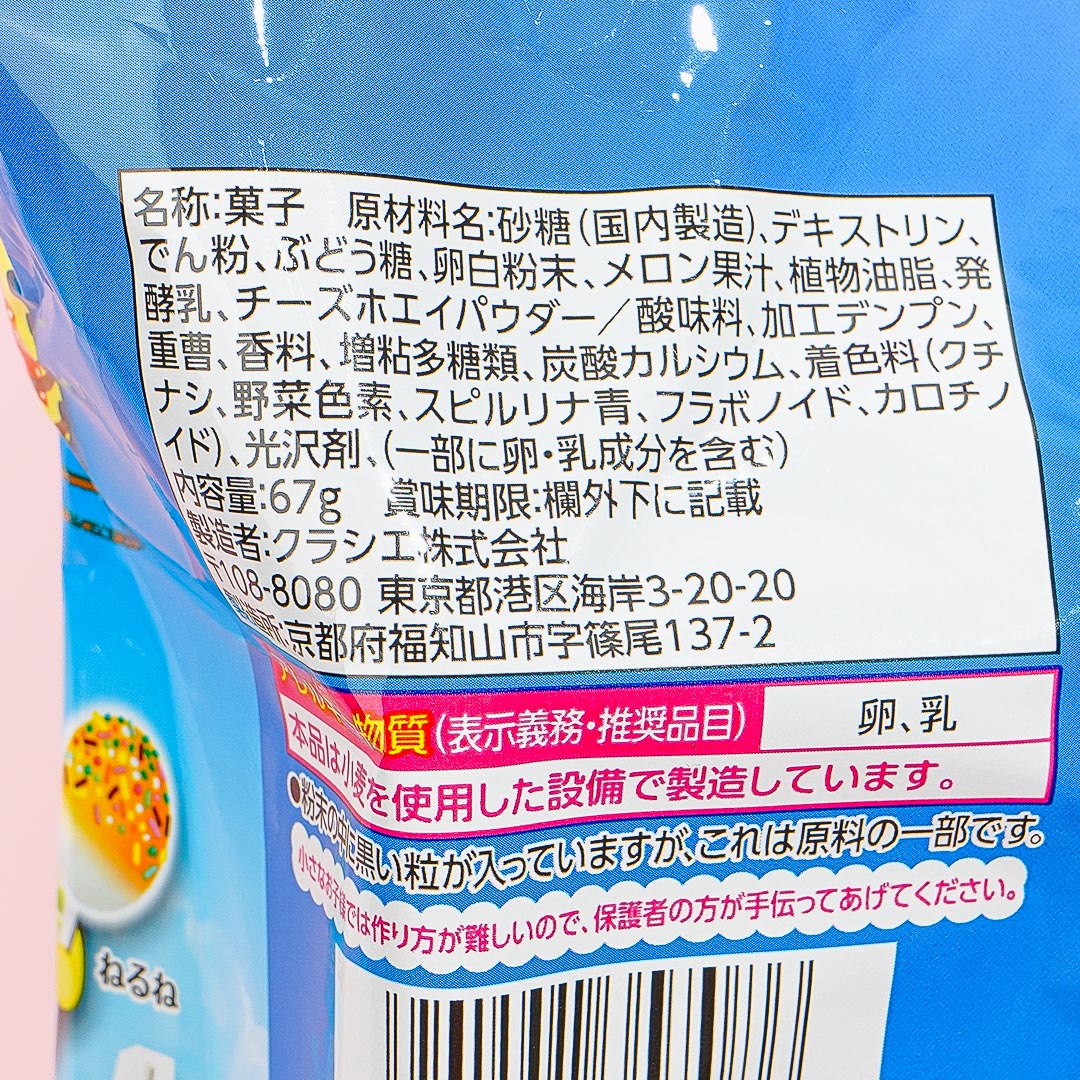 名称:菓子 原材料名:砂糖(国内製造)、デキストリン、
でん粉、ぶどう糖、卵白粉末、メロン果汁、植物油脂、発
酵乳、チーズホエイパウダー/酸味料、加工デンプン、
重曹、香料、増粘多糖類、炭酸カルシウム、着色料(クチ
ナシ、野菜色素、スピルリナ青、フラボノイド、カロチノ
イド)、光沢剤、(一部に卵・乳成分を含む)
内容量:67g 賞味期限:欄外下に記載
製造者:クラシエ株式会社
〒108-8080 東京都港区海岸3-20-20
製造所:京都府福知山市字篠尾137-2
物質(表示義務・推奨品目) 卵、乳
本品は小麦を使用した設備で製造しています。
●粉末の中に黒い粒が入っていますが、これは原料の一部です。
小さなお子様では作り方が難しいので、保護者の方が手伝ってあげてください。
ねるね